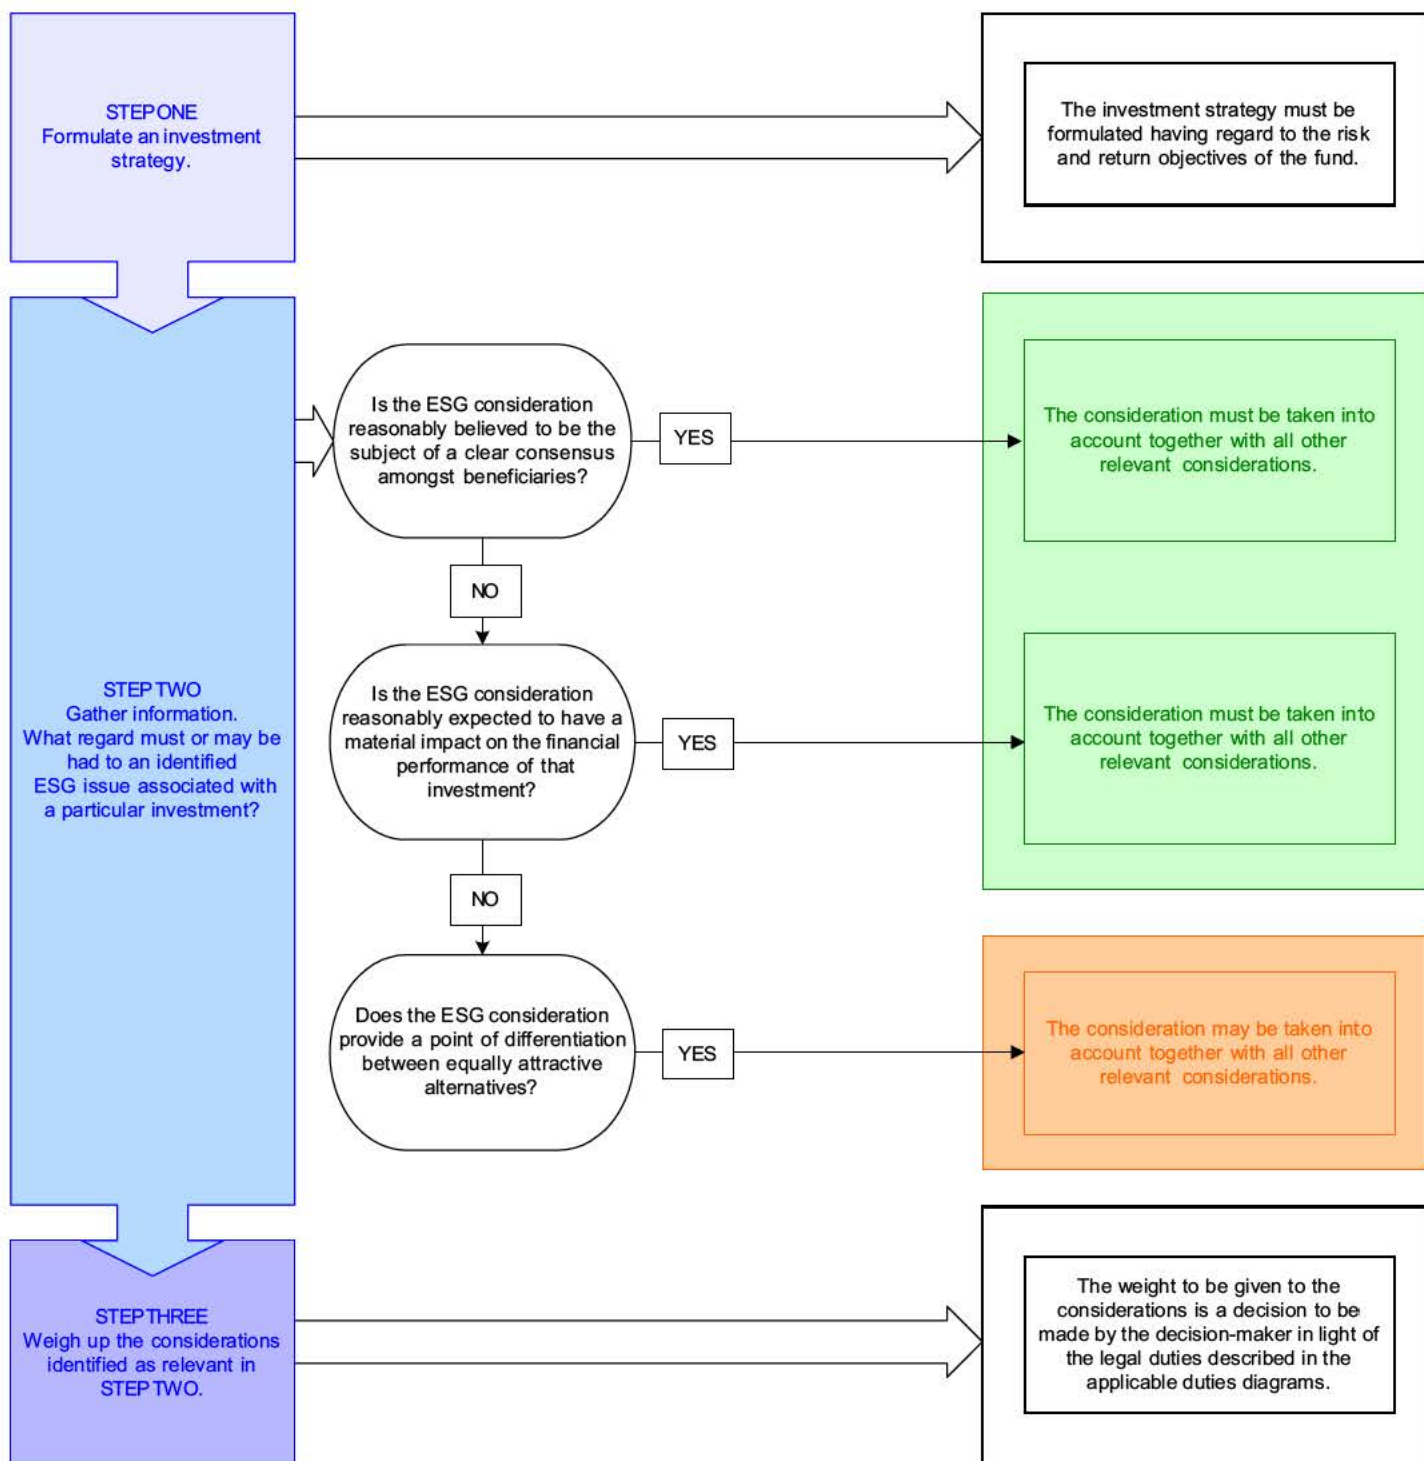 STEP ONE
Formulate an investment
strategy.
The investment strategy must be
formulated having regard to the risk
and return objectives of the fund.
STEP TWO
Gather information.
What regard must or may be
had to an identified
ESG issue associated with
a particular investment?
Is the ESG consideration
reasonably believed to be the
subject of a clear consensus
amongst beneficiaries?
YES
The consideration must be taken into
account together with all other
relevant considerations.
NO
Is the ESG consideration
reasonably expected to have a
material impact on the financial
performance of that
investment?
YES
The consideration must be taken into
account together with all other
relevant considerations.
NO
Does the ESG consideration
provide a point of differentiation
between equally attractive
alternatives?
YES
The consideration may be taken into
account together with all other
relevant considerations.
STEP THREE
Weigh up the considerations
identified as relevant in
STEP TWO.
The weight to be given to the
considerations is a decision to be
made by the decision-maker in light of
the legal duties described in the
applicable duties diagrams.